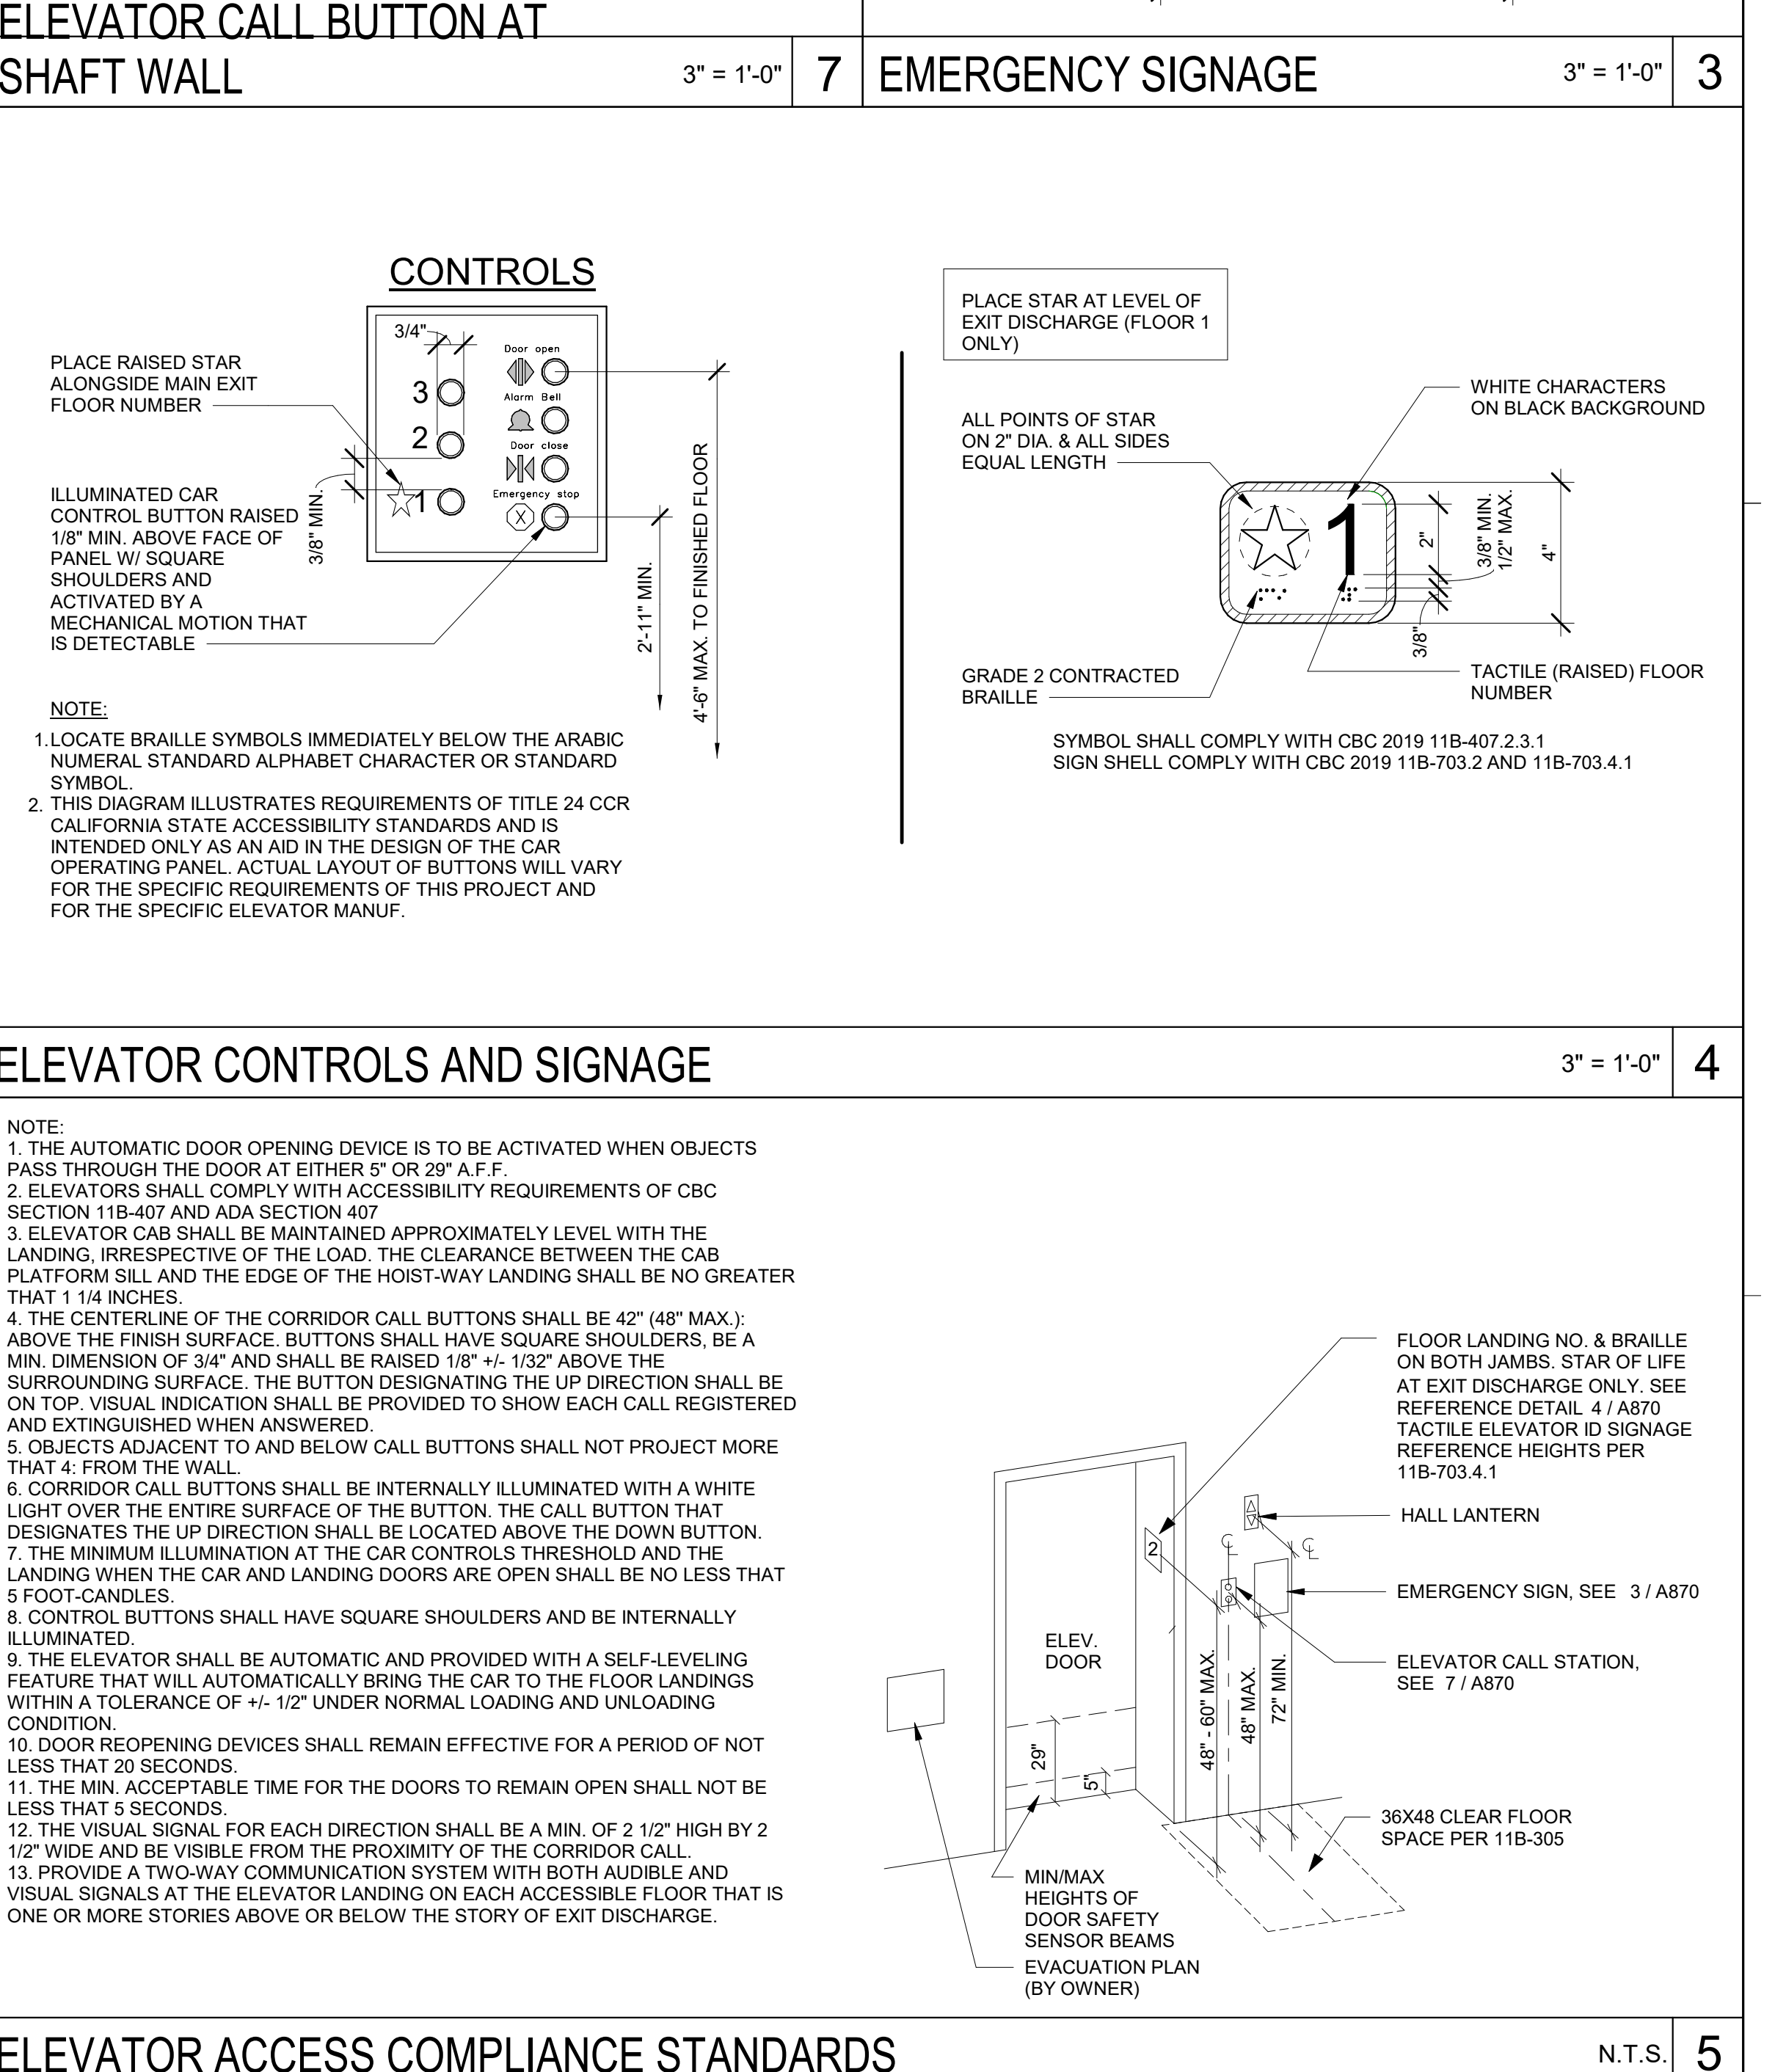 ELEVATOR CALL BUTTON AT
SHAFT WALL
3" = 1'-0"
7
EMERGENCY SIGNAGE
3" = 1'-0"
3
CONTROLS
3/4"
3
2
1
Door open
Alarm Bell
Door close
Emergency stop
X
PLACE RAISED STAR
ALONGSIDE MAIN EXIT
FLOOR NUMBER
ILLUMINATED CAR
CONTROL BUTTON RAISED
1/8" MIN. ABOVE FACE OF
PANEL W/ SQUARE
SHOULDERS AND
ACTIVATED BY A
MECHANICAL MOTION THAT
IS DETECTABLE
3/8" MIN.
2'-11" MIN.
4'-6" MAX. TO FINISHED FLOOR
NOTE:
1. LOCATE BRAILLE SYMBOLS IMMEDIATELY BELOW THE ARABIC
NUMERAL STANDARD ALPHABET CHARACTER OR STANDARD
SYMBOL.
2. THIS DIAGRAM ILLUSTRATES REQUIREMENTS OF TITLE 24 CCR
CALIFORNIA STATE ACCESSIBILITY STANDARDS AND IS
INTENDED ONLY AS AN AID IN THE DESIGN OF THE CAR
OPERATING PANEL. ACTUAL LAYOUT OF BUTTONS WILL VARY
FOR THE SPECIFIC REQUIREMENTS OF THIS PROJECT AND
FOR THE SPECIFIC ELEVATOR MANUF.
PLACE STAR AT LEVEL OF
EXIT DISCHARGE (FLOOR 1
ONLY)
ALL POINTS OF STAR
ON 2" DIA. & ALL SIDES
EQUAL LENGTH
WHITE CHARACTERS
ON BLACK BACKGROUND
1
2"
3/8" MIN.
1/2" MAX.
4"
3/8"
GRADE 2 CONTRACTED
BRAILLE
TACTILE (RAISED) FLOOR
NUMBER
SYMBOL SHALL COMPLY WITH CBC 2019 11B-407.2.3.1
SIGN SHELL COMPLY WITH CBC 2019 11B-703.2 AND 11B-703.4.1
ELEVATOR CONTROLS AND SIGNAGE
3" = 1'-0"
4
NOTE:
1. THE AUTOMATIC DOOR OPENING DEVICE IS TO BE ACTIVATED WHEN OBJECTS
PASS THROUGH THE DOOR AT EITHER 5" OR 29" A.F.F.
2. ELEVATORS SHALL COMPLY WITH ACCESSIBILITY REQUIREMENTS OF CBC
SECTION 11B-407 AND ADA SECTION 407
3. ELEVATOR CAB SHALL BE MAINTAINED APPROXIMATELY LEVEL WITH THE
LANDING, IRRESPECTIVE OF THE LOAD. THE CLEARANCE BETWEEN THE CAB
PLATFORM SILL AND THE EDGE OF THE HOIST-WAY LANDING SHALL BE NO GREATER
THAT 1 1/4 INCHES.
4. THE CENTERLINE OF THE CORRIDOR CALL BUTTONS SHALL BE 42" (48" MAX.):
ABOVE THE FINISH SURFACE. BUTTONS SHALL HAVE SQUARE SHOULDERS, BE A
MIN. DIMENSION OF 3/4" AND SHALL BE RAISED 1/8" +/- 1/32" ABOVE THE
SURROUNDING SURFACE. THE BUTTON DESIGNATING THE UP DIRECTION SHALL BE
ON TOP. VISUAL INDICATION SHALL BE PROVIDED TO SHOW EACH CALL REGISTERED
AND EXTINGUISHED WHEN ANSWERED.
5. OBJECTS ADJACENT TO AND BELOW CALL BUTTONS SHALL NOT PROJECT MORE
THAT 4: FROM THE WALL.
6. CORRIDOR CALL BUTTONS SHALL BE INTERNALLY ILLUMINATED WITH A WHITE
LIGHT OVER THE ENTIRE SURFACE OF THE BUTTON. THE CALL BUTTON THAT
DESIGNATES THE UP DIRECTION SHALL BE LOCATED ABOVE THE DOWN BUTTON.
7. THE MINIMUM ILLUMINATION AT THE CAR CONTROLS THRESHOLD AND THE
LANDING WHEN THE CAR AND LANDING DOORS ARE OPEN SHALL BE NO LESS THAT
5 FOOT-CANDLES.
8. CONTROL BUTTONS SHALL HAVE SQUARE SHOULDERS AND BE INTERNALLY
ILLUMINATED.
9. THE ELEVATOR SHALL BE AUTOMATIC AND PROVIDED WITH A SELF-LEVELING
FEATURE THAT WILL AUTOMATICALLY BRING THE CAR TO THE FLOOR LANDINGS
WITHIN A TOLERANCE OF +/- 1/2" UNDER NORMAL LOADING AND UNLOADING
CONDITION.
10. DOOR REOPENING DEVICES SHALL REMAIN EFFECTIVE FOR A PERIOD OF NOT
LESS THAT 20 SECONDS.
11. THE MIN. ACCEPTABLE TIME FOR THE DOORS TO REMAIN OPEN SHALL NOT BE
LESS THAT 5 SECONDS.
12. THE VISUAL SIGNAL FOR EACH DIRECTION SHALL BE A MIN. OF 2 1/2" HIGH BY 2
1/2" WIDE AND BE VISIBLE FROM THE PROXIMITY OF THE CORRIDOR CALL.
13. PROVIDE A TWO-WAY COMMUNICATION SYSTEM WITH BOTH AUDIBLE AND
VISUAL SIGNALS AT THE ELEVATOR LANDING ON EACH ACCESSIBLE FLOOR THAT IS
ONE OR MORE STORIES ABOVE OR BELOW THE STORY OF EXIT DISCHARGE.
FLOOR LANDING NO. & BRAILLE
ON BOTH JAMBS. STAR OF LIFE
AT EXIT DISCHARGE ONLY. SEE
REFERENCE DETAIL 4 / A870
TACTILE ELEVATOR ID SIGNAGE
REFERENCE HEIGHTS PER
11B-703.4.1
HALL LANTERN
2
CL
CL
EMERGENCY SIGN, SEE 3 / A870
ELEV.
DOOR
ELEVATOR CALL STATION,
SEE 7 / A870
48" - 60" MAX.
48" MAX.
72" MIN.
29"
5"
36X48 CLEAR FLOOR
SPACE PER 11B-305
MIN/MAX
HEIGHTS OF
DOOR SAFETY
SENSOR BEAMS
EVACUATION PLAN
(BY OWNER)
ELEVATOR ACCESS COMPLIANCE STANDARDS
N.T.S.
5